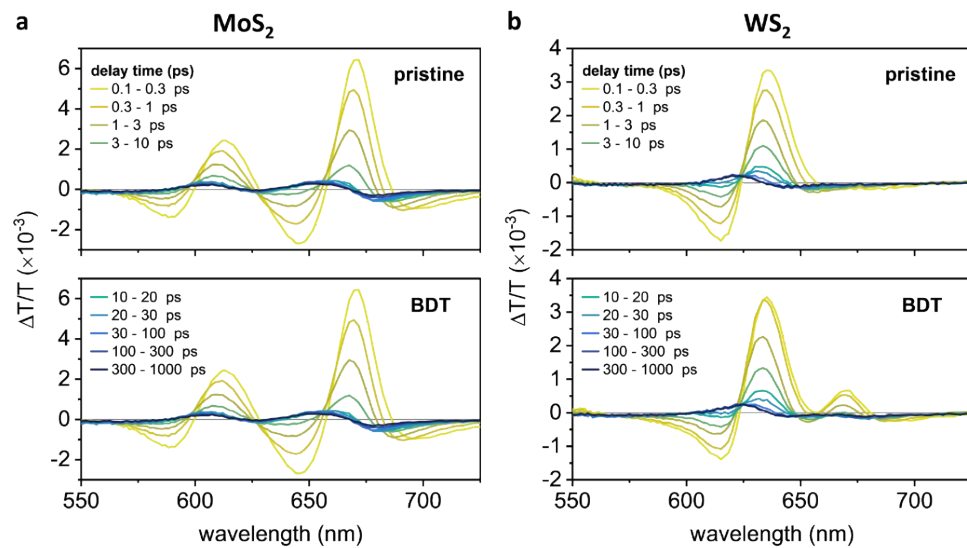 a
MoS₂
b
WS₂
6
4
2
0
-2
delay time (ps)
0.1 - 0.3 ps
0.3 - 1 ps
1 - 3 ps
3 - 10 ps
pristine
4
3
2
1
0
-1
-2
delay time (ps)
0.1 - 0.3 ps
0.3 - 1 ps
1 - 3 ps
3 - 10 ps
pristine
ΔT/T (×10⁻³)
ΔT/T (×10⁻³)
6
4
2
0
-2
10 - 20 ps
20 - 30 ps
30 - 100 ps
100 - 300 ps
300 - 1000 ps
BDT
4
3
2
1
0
-1
-2
10 - 20 ps
20 - 30 ps
30 - 100 ps
100 - 300 ps
300 - 1000 ps
BDT
550 600 650 700
550 600 650 700
wavelength (nm)
wavelength (nm)